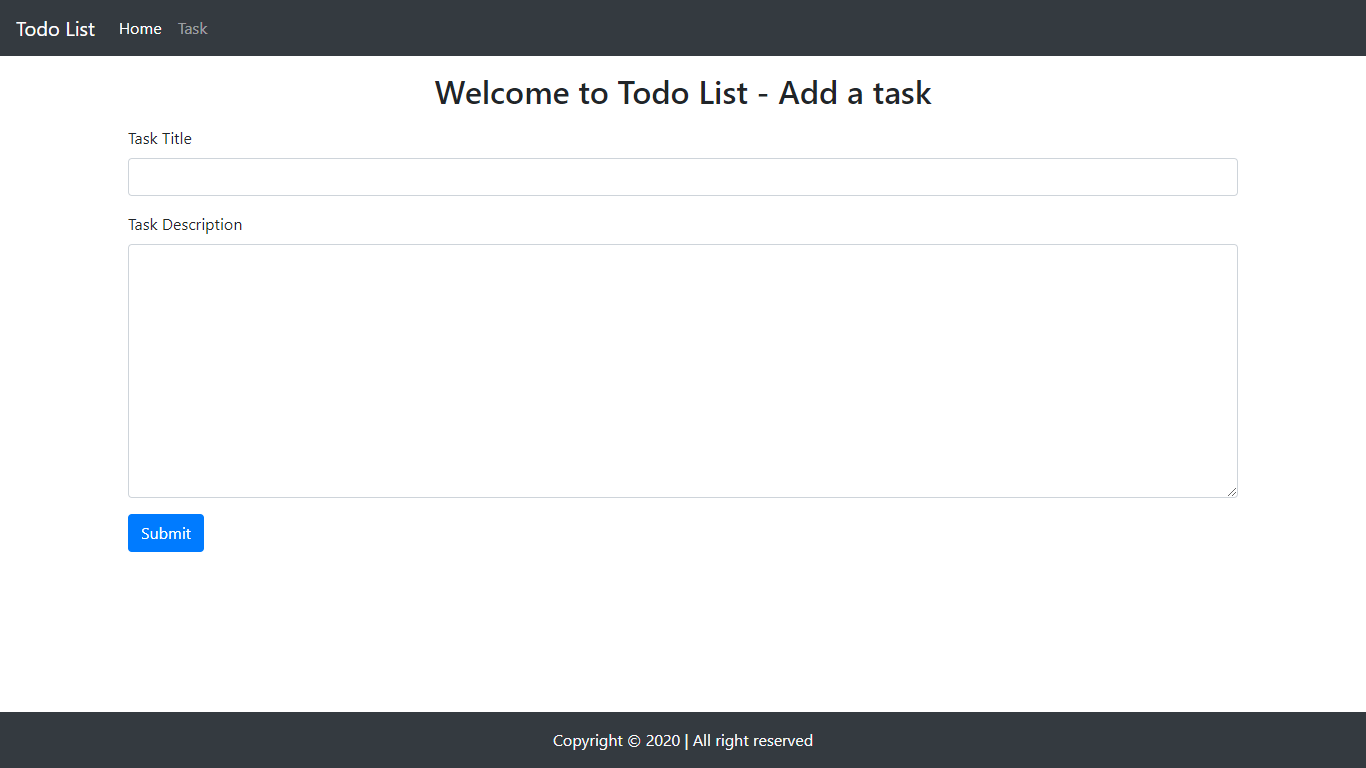 Todo List Home Task
Welcome to Todo List - Add a task
Task Title
Task Description
Submit
Copyright © 2020 | All right reserved